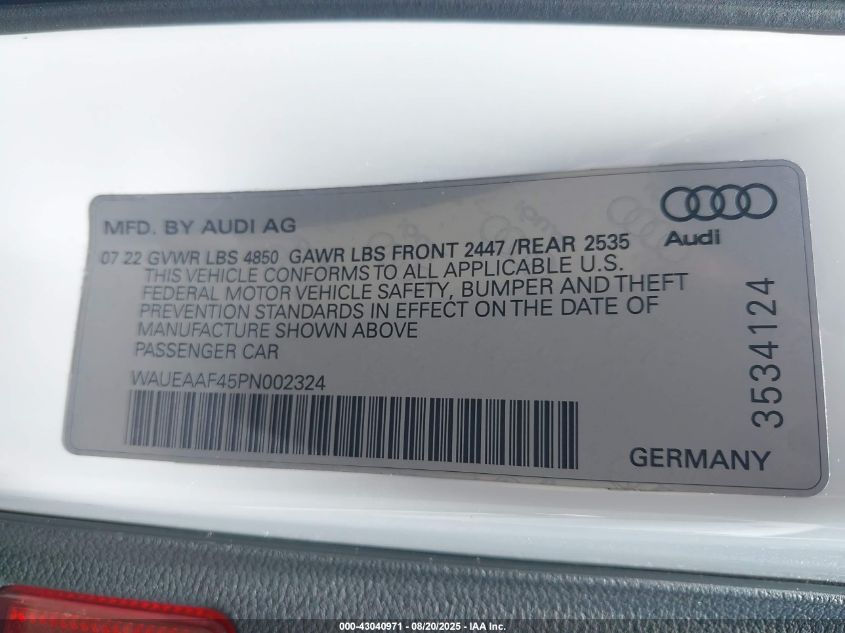 MFD. BY AUDI AG
Audi
07 22 GVWR LBS 4850 GAWR LBS FRONT 2447 /REAR 2535
THIS VEHICLE CONFORMS TO ALL APPLICABLE U.S.
FEDERAL MOTOR VEHICLE SAFETY, BUMPER AND THEFT
PREVENTION STANDARDS IN EFFECT ON THE DATE OF
MANUFACTURE SHOWN ABOVE
PASSENGER CAR
WAUEAAF45PN002324
GERMANY
3534124
000-43040971 — 08/20/2025 - IAA Inc.